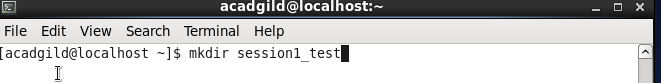 acadgild@localhost:~
File Edit View Search Terminal Help
[acadgild@localhost ~]$ mkdir session1_test